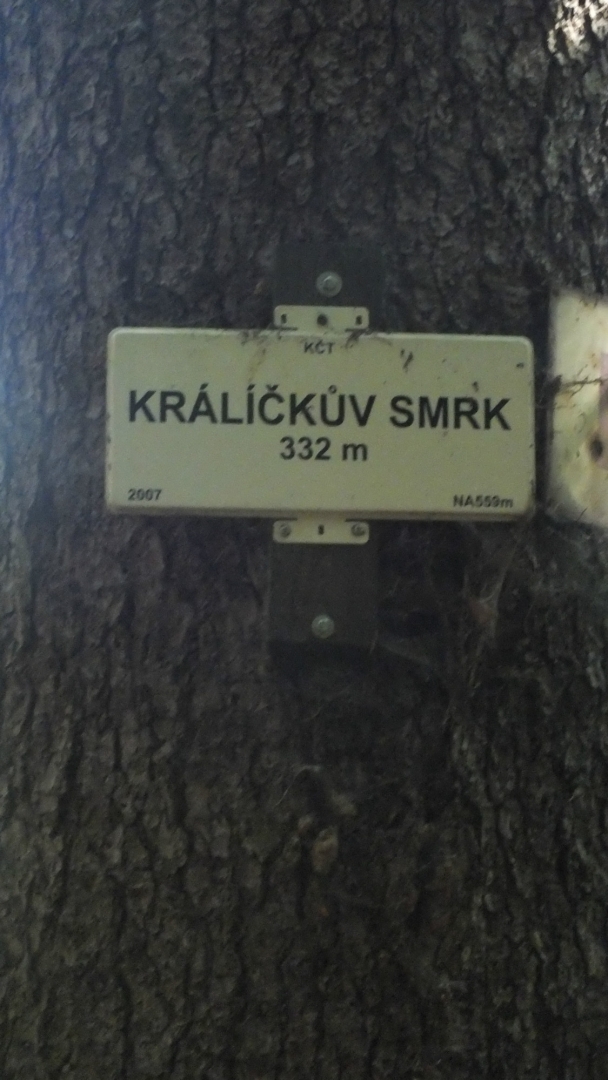 KČT
KRÁLÍČKŮV SMRK
332 m
2007 NA559m